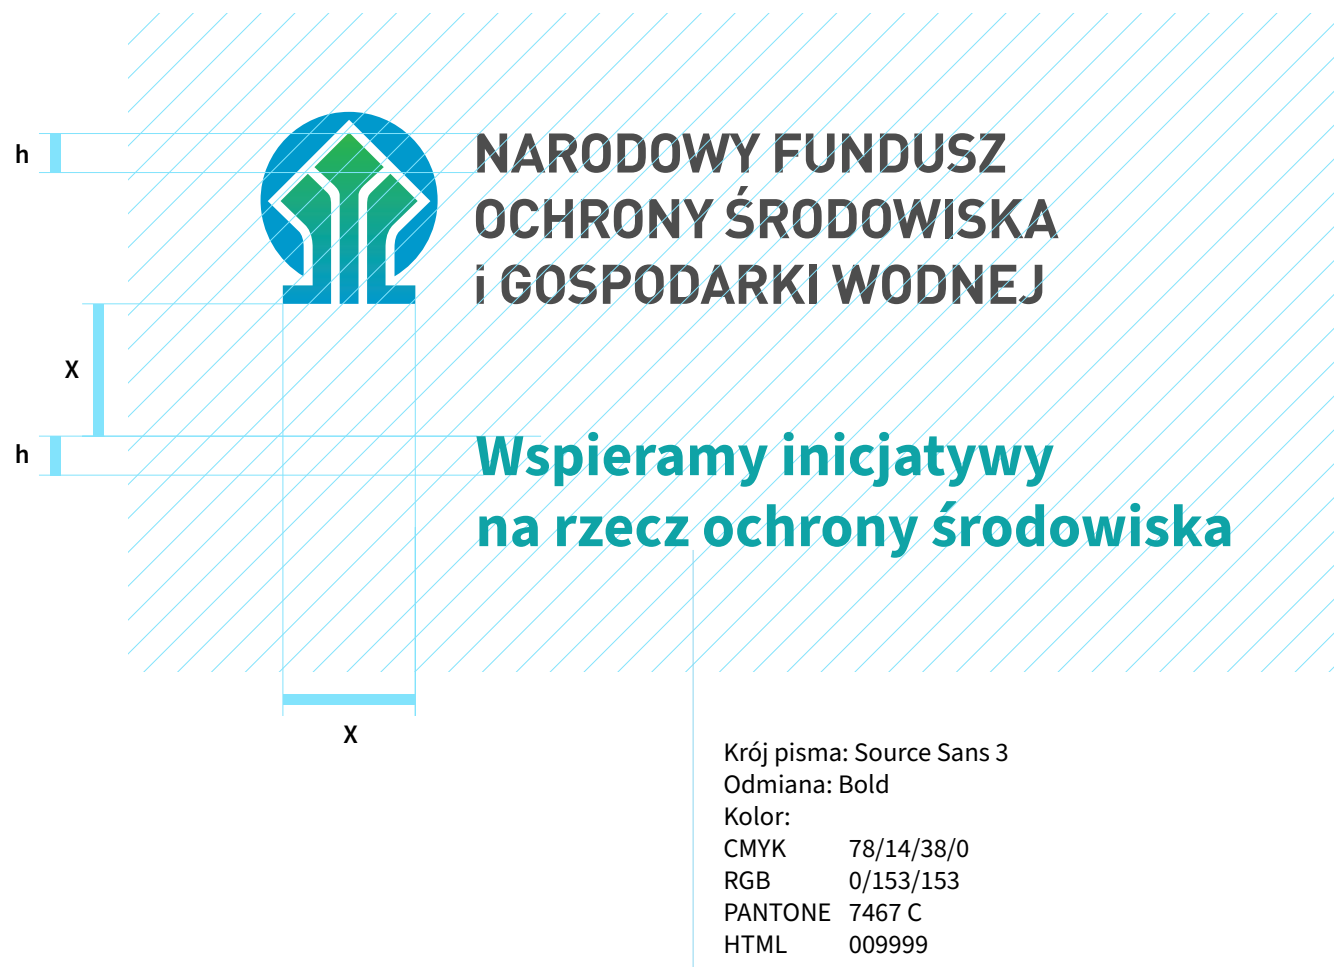 h
NARODOWY FUNDUSZ
OCHRONY ŚRODOWISKA
i GOSPODARKI WODNEJ
X
h
Wspieramy inicjatywy
na rzecz ochrony środowiska
X
Krój pisma: Source Sans 3
Odmiana: Bold
Kolor:
CMYK 78/14/38/0
RGB 0/153/153
PANTONE 7467 C
HTML 009999